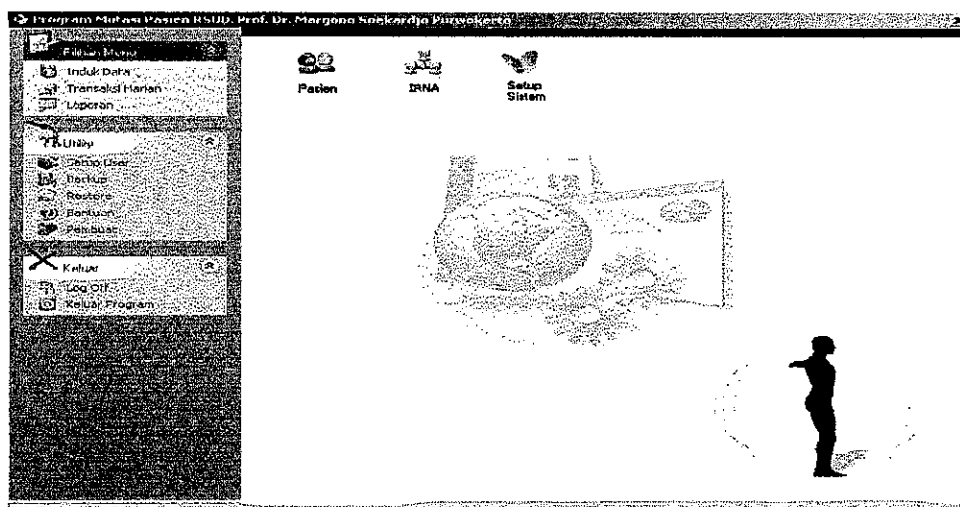 Program Mutasi Pasien RSUD. Prof. Dr. Margono Soekardjo Purwokerto
Pilihan Menu
Induk Data
Transaksi Harian
Laporan
Utility
Setup User
Backup
Restore
Bantuan
Pembuat
Keluar
Log Off
Keluar Program
Pasien
IRNA
Setup
Sistem